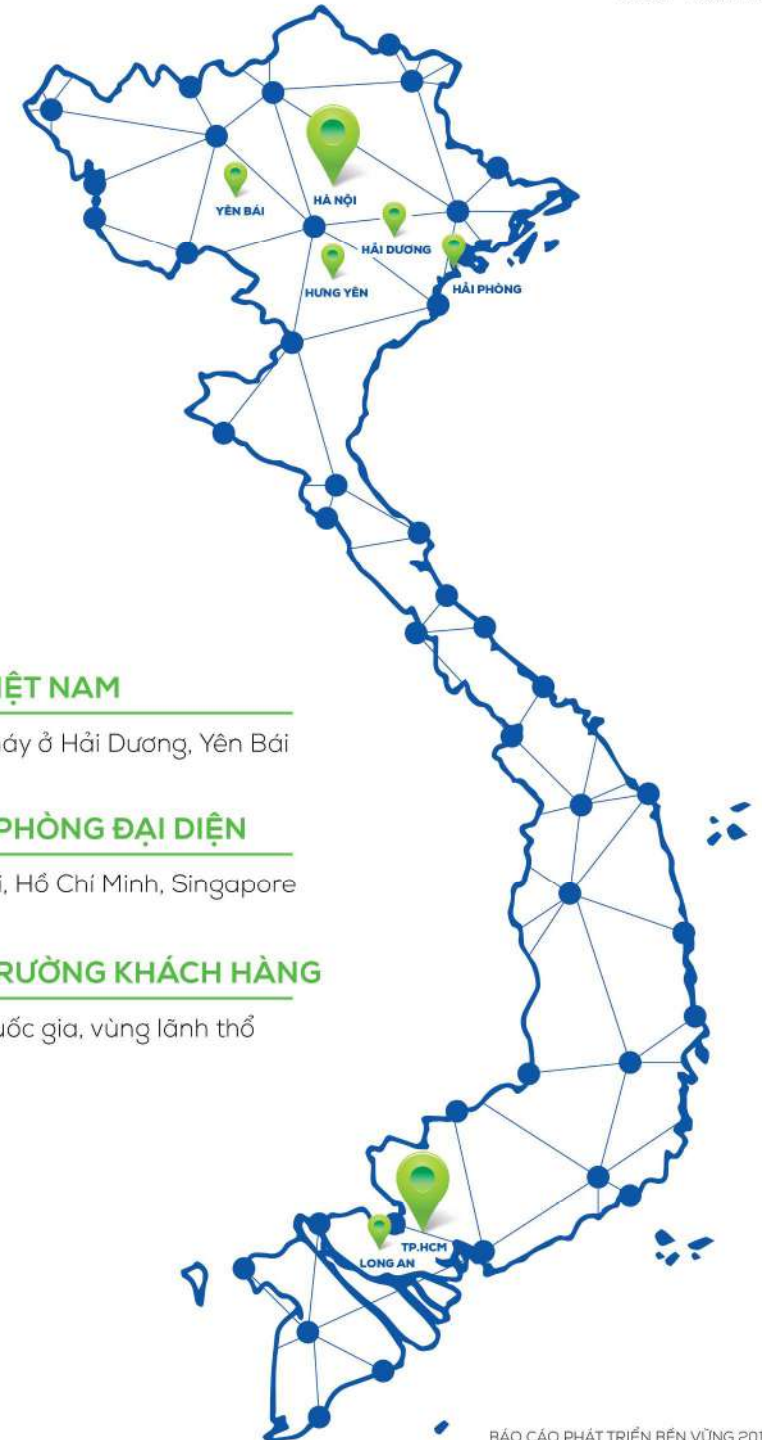 YÊN BÁI
HÀ NỘI
HẢI DƯƠNG
HƯNG YÊN
HẢI PHÒNG
IỆT NAM
áy ở Hải Dương, Yên Bái
PHÒNG ĐẠI DIỆN
i, Hồ Chí Minh, Singapore
RƯỜNG KHÁCH HÀNG
uốc gia, vùng lãnh thổ
TP.HCM
LONG AN
BÁO CÁO PHÁT TRIỂN BỀN VỮNG 201